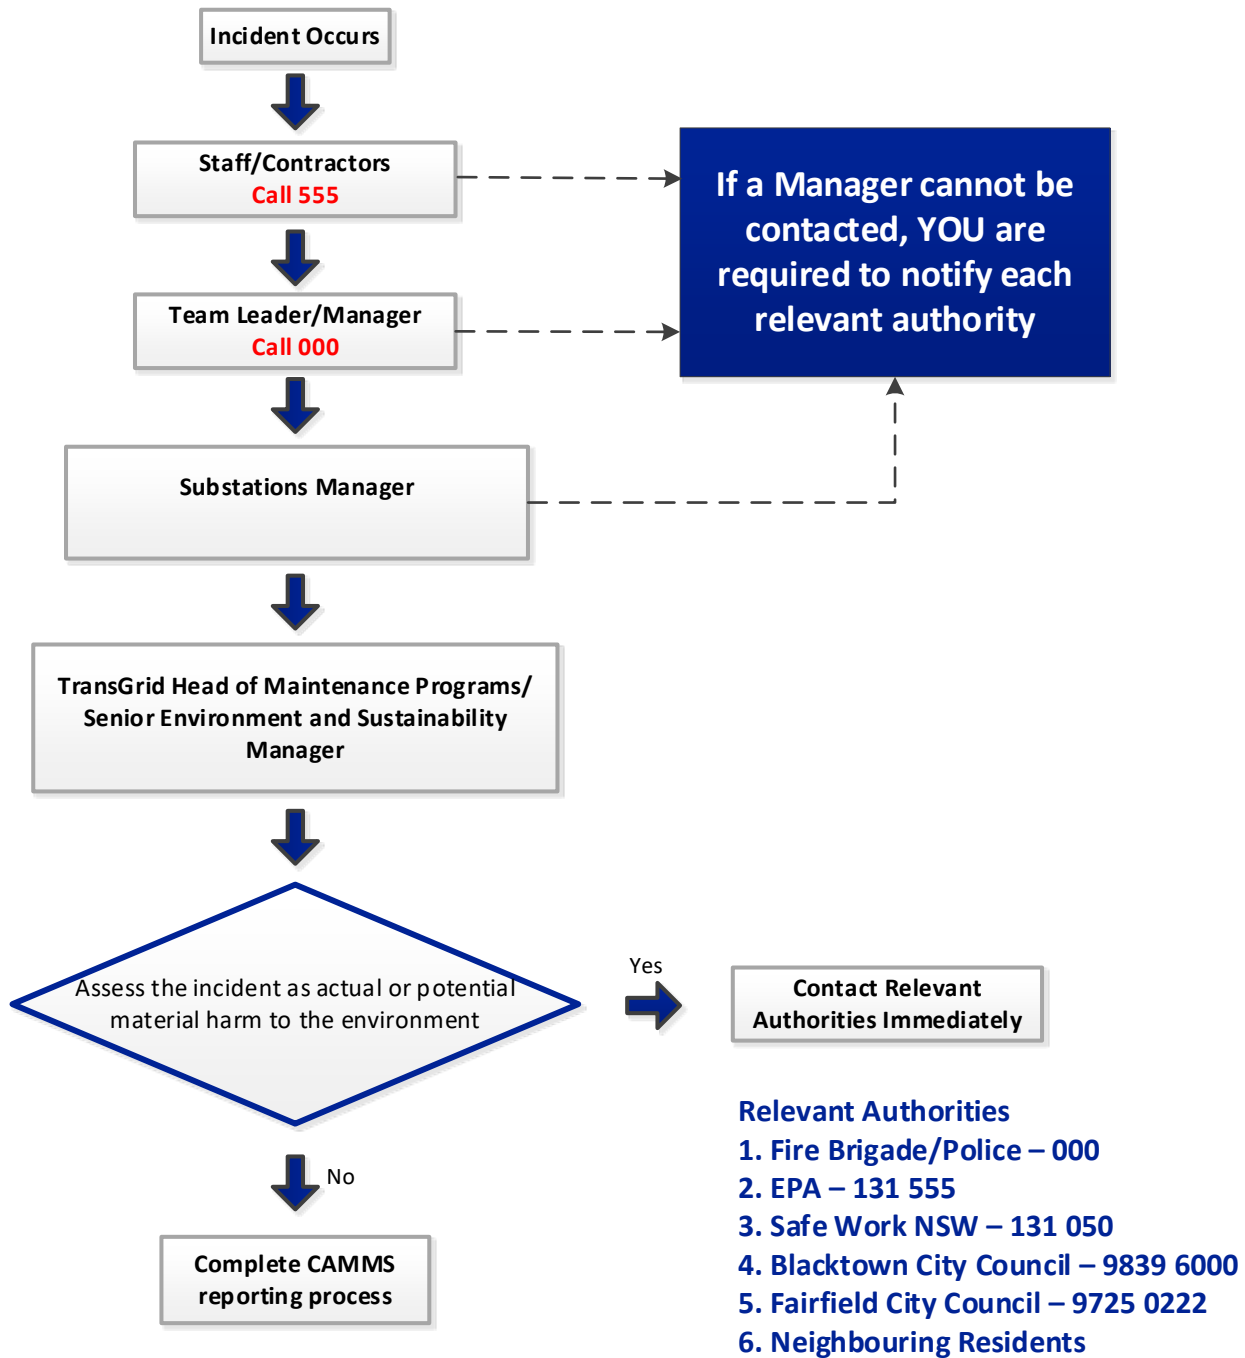 Incident Occurs
Staff/Contractors
Call 555
If a Manager cannot be
contacted, YOU are
required to notify each
relevant authority
Team Leader/Manager
Call 000
Substations Manager
TransGrid Head of Maintenance Programs/
Senior Environment and Sustainability
Manager
Assess the incident as actual or potential
material harm to the environment
Yes
Contact Relevant
Authorities Immediately
No
Complete CAMMS
reporting process
Relevant Authorities
1. Fire Brigade/Police – 000
2. EPA – 131 555
3. Safe Work NSW – 131 050
4. Blacktown City Council – 9839 6000
5. Fairfield City Council – 9725 0222
6. Neighbouring Residents